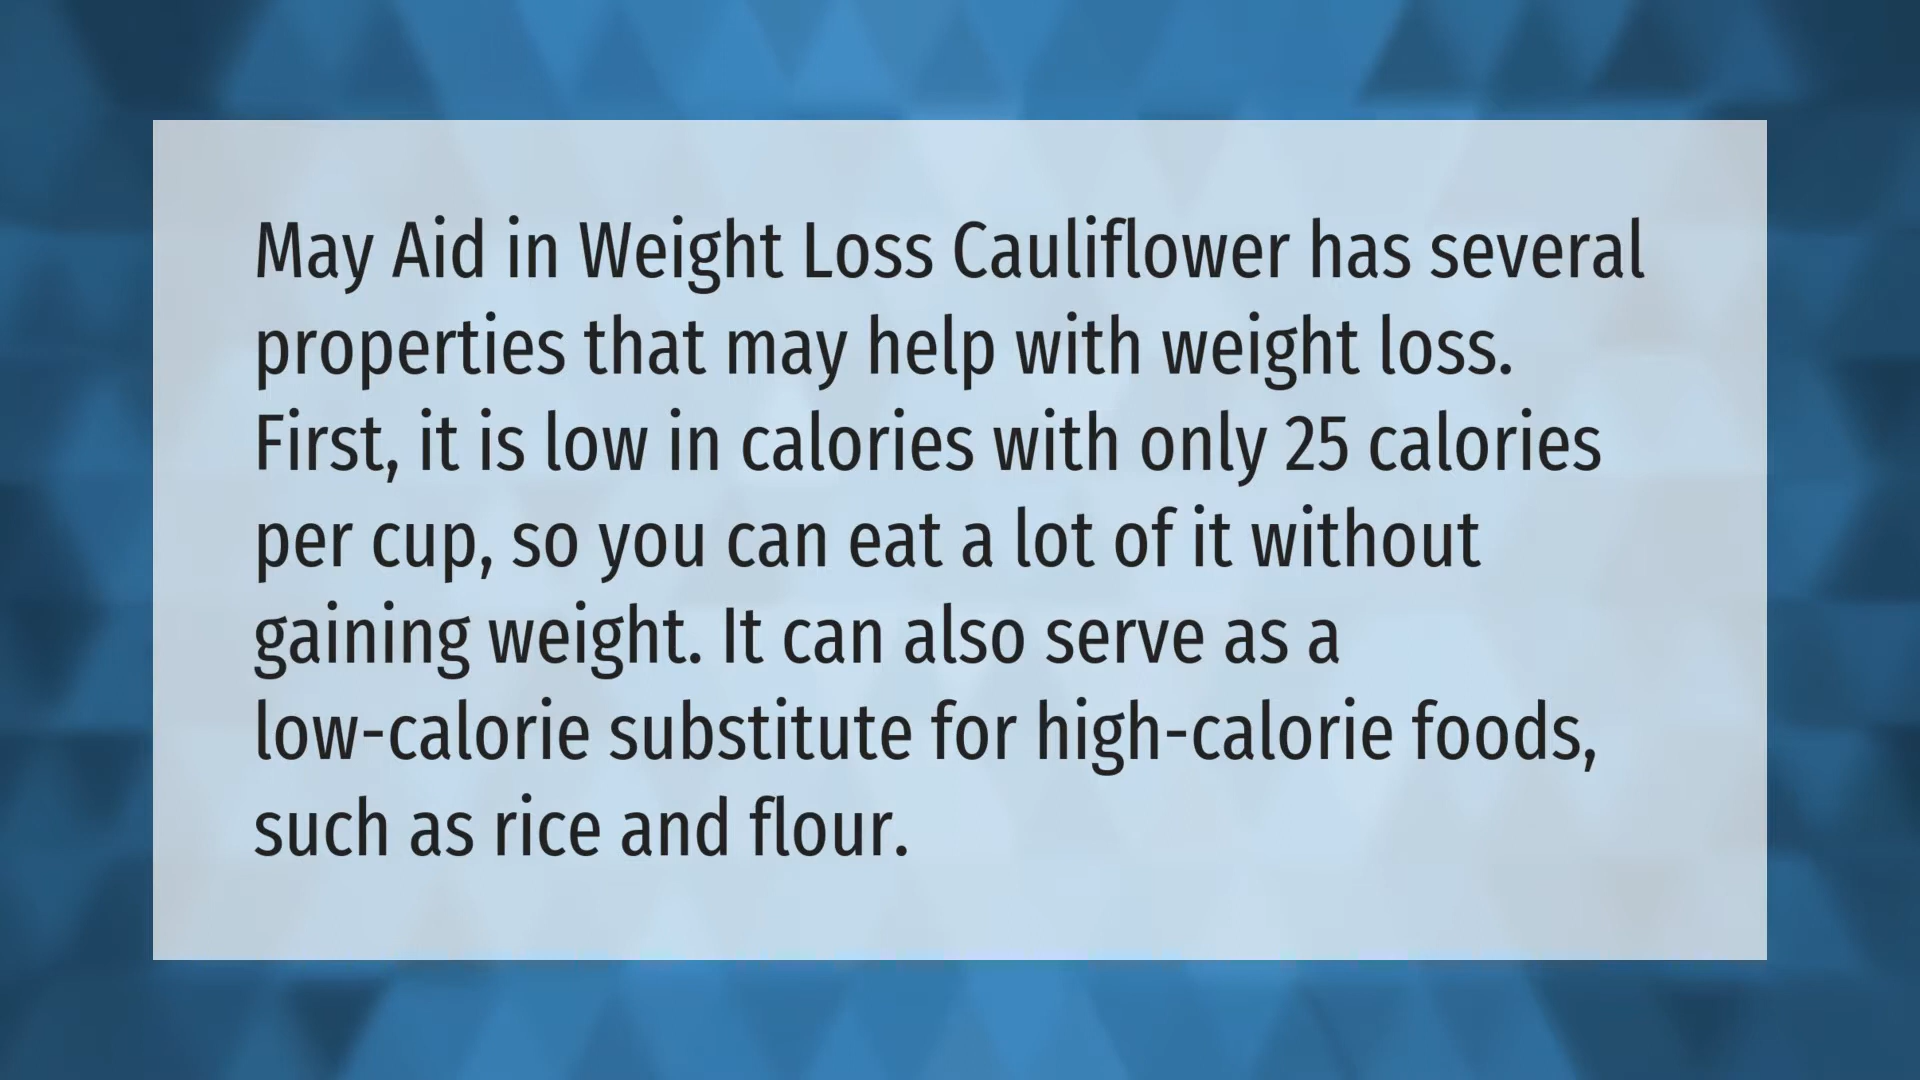 May Aid in Weight Loss Cauliflower has several
properties that may help with weight loss.
First, it is low in calories with only 25 calories
per cup, so you can eat a lot of it without
gaining weight. It can also serve as a
low-calorie substitute for high-calorie foods,
such as rice and flour.